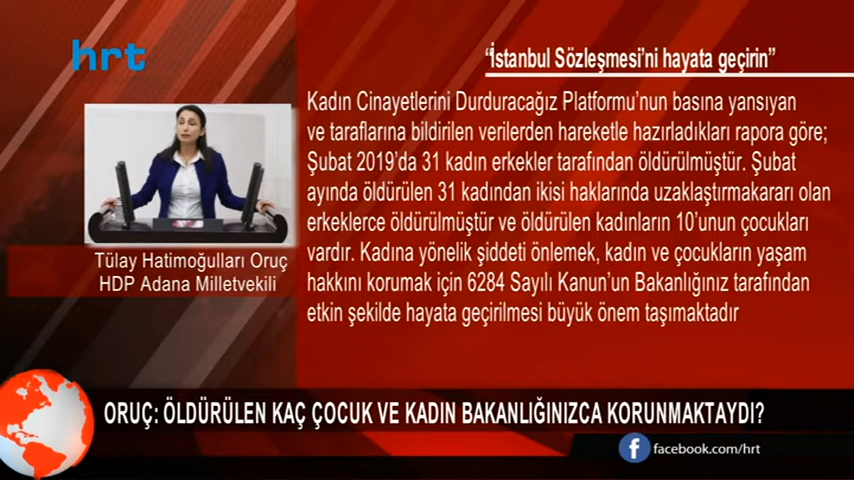 hrt
“İstanbul Sözleşmesi’ni hayata geçirin”
Kadın Cinayetlerini Durduracağız Platformu’nun basına yansıyan
ve taraflarına bildirilen verilerden hareketle hazırladıkları rapora göre;
Şubat 2019’da 31 kadın erkekler tarafından öldürülmüştür. Şubat
ayında öldürülen 31 kadından ikisi haklarında uzaklaştırmakararı olan
erkeklerce öldürülmüştür ve öldürülen kadınların 10’unun çocukları
vardır. Kadına yönelik şiddeti önlemek, kadın ve çocukların yaşam
hakkını korumak için 6284 Sayılı Kanun’un Bakanlığınız tarafından
etkin şekilde hayata geçirilmesi büyük önem taşımaktadır
Tülay Hatimoğulları Oruç
HDP Adana Milletvekili
ORUÇ: ÖLDÜRÜLEN KAÇ ÇOCUK VE KADIN BAKANLIĞINIZCA KORUNMAKTAYDI?
facebook.com/hrt